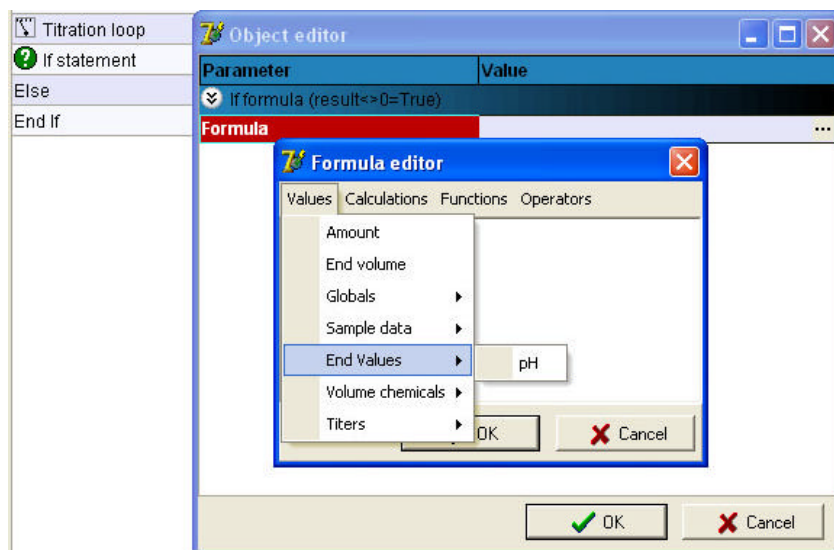 Titration loop
If statement
Else
End If
Object editor
Parameter Value
If formula (result<>0=True)
Formula ...
Formula editor
Values Calculations Functions Operators
Amount
End volume
Globals
Sample data
End Values
pH
Volume chemicals
Titers
OK Cancel
OK Cancel